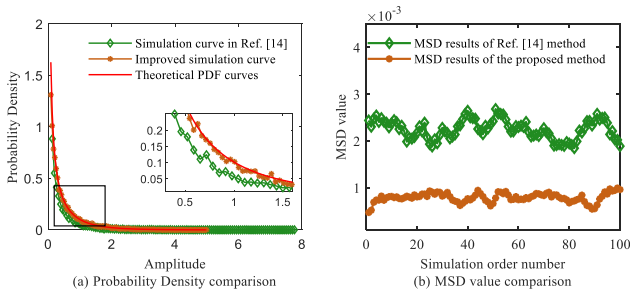 2
1.5
1
0.5
0
0
2
4
6
8
Probability Density
Amplitude
Simulation curve in Ref. [14]
Improved simulation curve
Theoretical PDF curves
0.2
0.15
0.1
0.05
0.5
1
1.5
(a) Probability Density comparison
×10⁻³
4
3
2
1
0
20
40
60
80
100
MSD value
Simulation order number
MSD results of Ref. [14] method
MSD results of the proposed method
(b) MSD value comparison